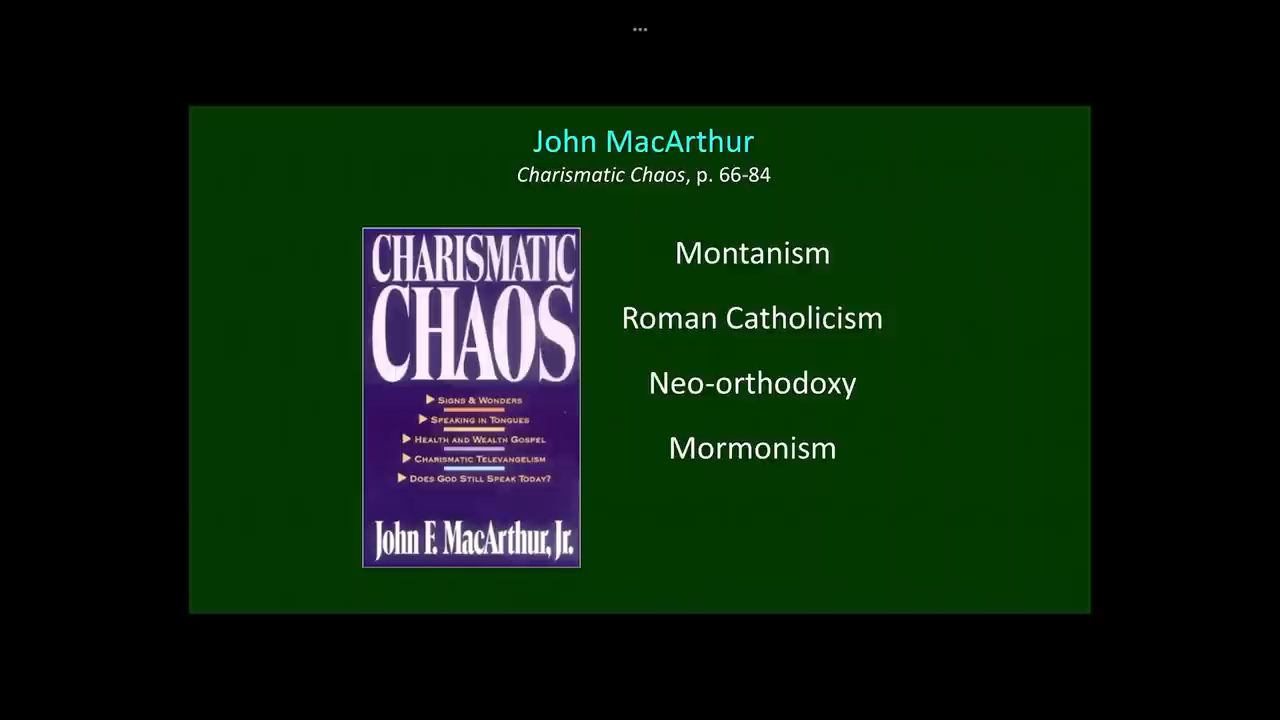 ...
John MacArthur
Charismatic Chaos, p. 66-84
CHARISMATIC
CHAOS
SIGNS & WONDERS
SPEAKING IN TONGUES
HEALTH AND WEALTH GOSPEL
CHARISMATIC TELEVANGELISM
DOES GOD STILL SPEAK TODAY?
John F. MacArthur, Jr.
Montanism
Roman Catholicism
Neo-orthodoxy
Mormonism